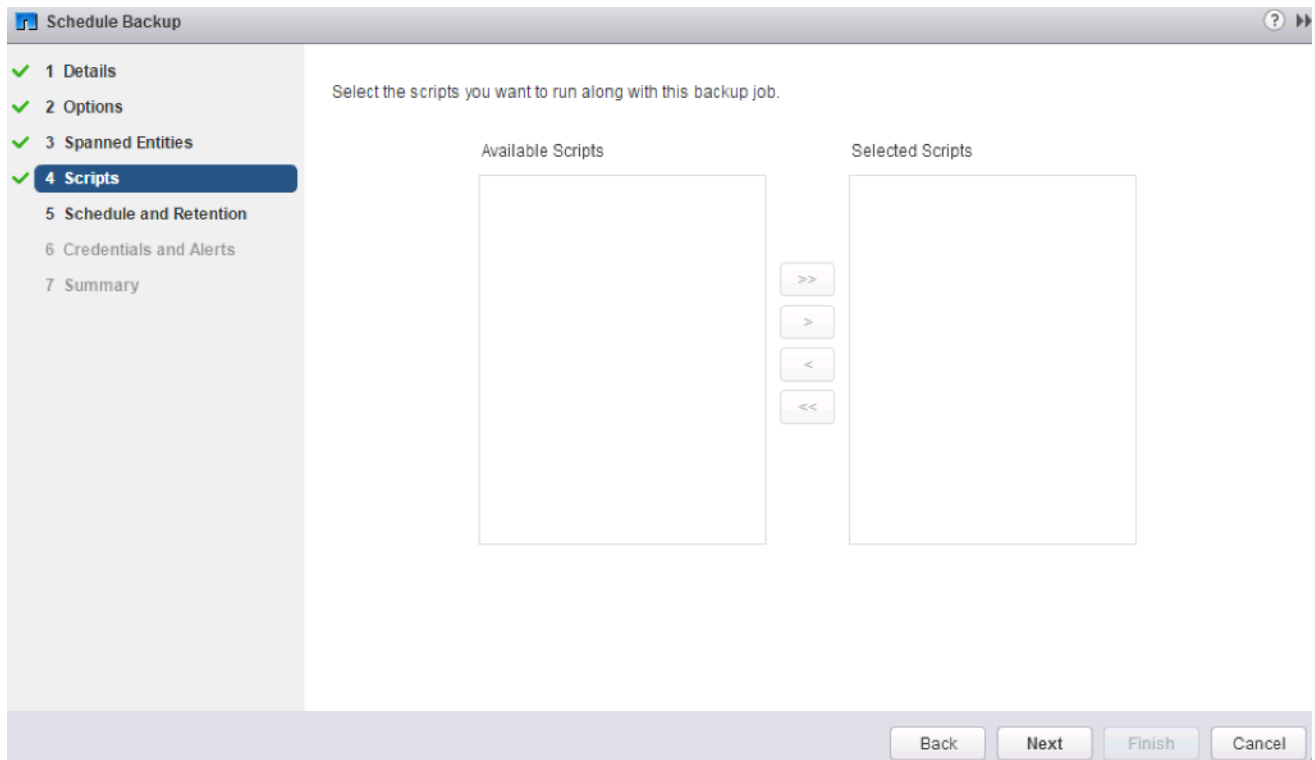 Schedule Backup
?
1 Details
2 Options
3 Spanned Entities
4 Scripts
5 Schedule and Retention
6 Credentials and Alerts
7 Summary
Select the scripts you want to run along with this backup job.
Available Scripts
Selected Scripts
>>
>
<
<<
Back
Next
Finish
Cancel